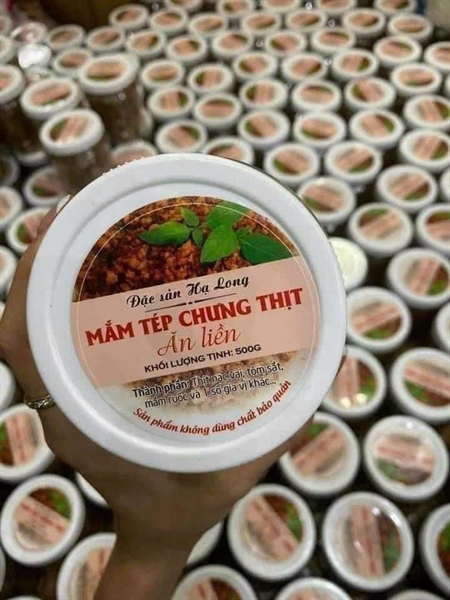 Đặc sản Hạ Long
MẮM TÉP CHƯNG THỊT
Ăn liền
KHỐI LƯỢNG TỊNH: 500G
Thành phần: Thịt nạc vai, tôm sắt,
mắm ruốc và 1 số gia vị khác...
Sản phẩm không dùng chất bảo quản